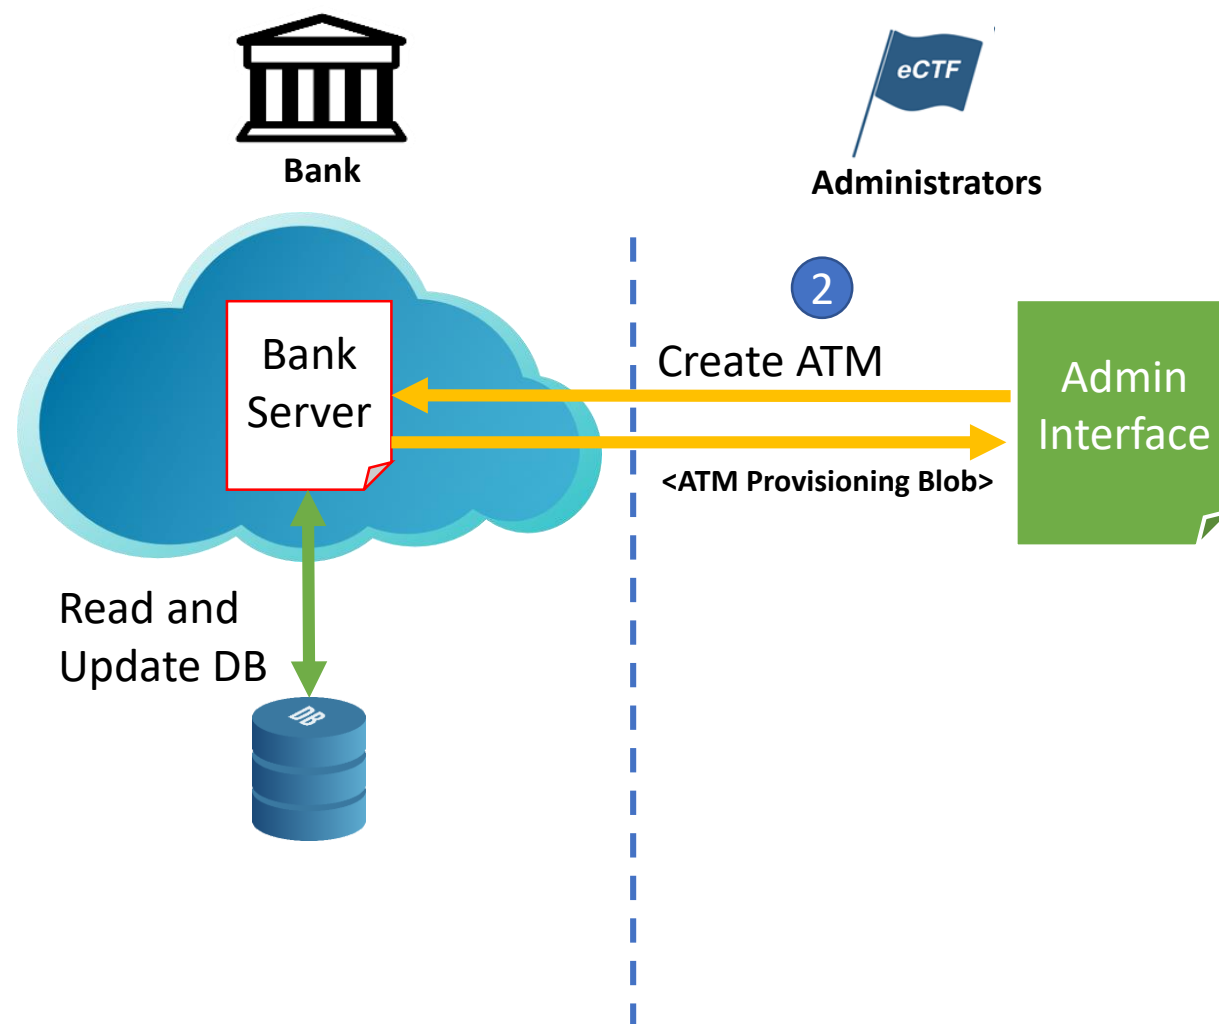 Bank
eCTF
Administrators
2
Create ATM
Bank
Server
Admin
Interface
<ATM Provisioning Blob>
Read and
Update DB
DB